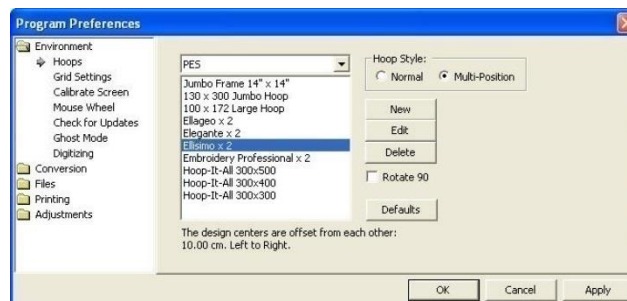 Program Preferences
Environment
Hoops
Grid Settings
Calibrate Screen
Mouse Wheel
Check for Updates
Ghost Mode
Digitizing
Conversion
Files
Printing
Adjustments
PES
Jumbo Frame 14" x 14"
130 x 300 Jumbo Hoop
100 x 172 Large Hoop
Ellageo x 2
Elegante x 2
Ellisimo x 2
Embroidery Professional x 2
Hoop-It-All 300x500
Hoop-It-All 300x400
Hoop-It-All 300x300
The design centers are offset from each other:
10.00 cm. Left to Right.
Hoop Style:
Normal Multi-Position
New
Edit
Delete
Rotate 90
Defaults
OK Cancel Apply